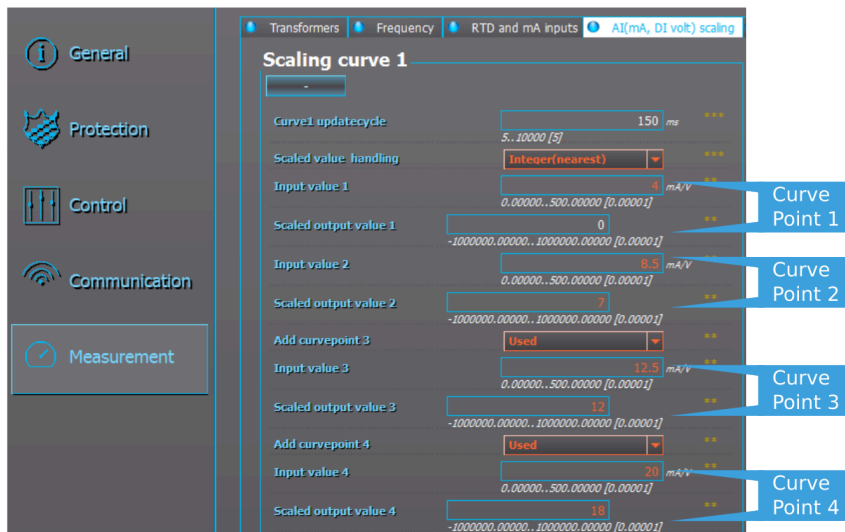 Transformers
Frequency
RTD and mA inputs
AI(mA, DI volt) scaling
General
Protection
Control
Communication
Measurement
Scaling curve 1
-
Curve1 updatecycle
150 ms
***
5..10000 [5]
Scaled value handling
Integer(nearest)
***
Input value 1
4 mA/V
**
0.00000..500.00000 [0.00001]
Scaled output value 1
0
**
-1000000.00000..1000000.00000 [0.00001]
Curve
Point 1
Input value 2
8.5 mA/V
**
0.00000..500.00000 [0.00001]
Scaled output value 2
7
**
-1000000.00000..1000000.00000 [0.00001]
Curve
Point 2
Add curvepoint 3
Used
**
Input value 3
12.5 mA/V
**
0.00000..500.00000 [0.00001]
Scaled output value 3
12
**
-1000000.00000..1000000.00000 [0.00001]
Curve
Point 3
Add curvepoint 4
Used
**
Input value 4
20 mA/V
**
0.00000..500.00000 [0.00001]
Scaled output value 4
18
**
-1000000.00000..1000000.00000 [0.00001]
Curve
Point 4